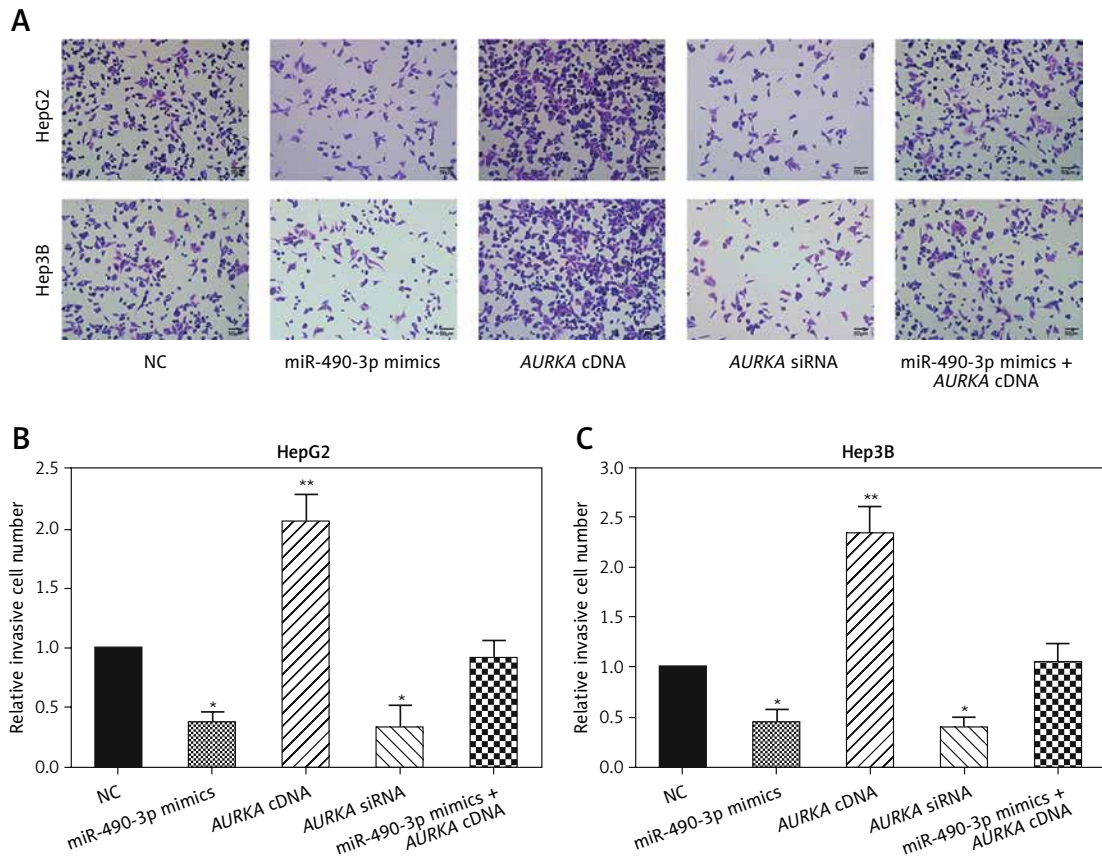 A
HepG2
Hep3B
NC
miR-490-3p mimics
AURKA cDNA
AURKA siRNA
miR-490-3p mimics +
AURKA cDNA
B
HepG2
Relative invasive cell number
2.5
2.0
1.5
1.0
0.5
0.0
*
**
*
NC
miR-490-3p mimics
AURKA cDNA
AURKA siRNA
miR-490-3p mimics +
AURKA cDNA
C
Hep3B
Relative invasive cell number
3.0
2.5
2.0
1.5
1.0
0.5
0.0
*
**
*
NC
miR-490-3p mimics
AURKA cDNA
AURKA siRNA
miR-490-3p mimics +
AURKA cDNA